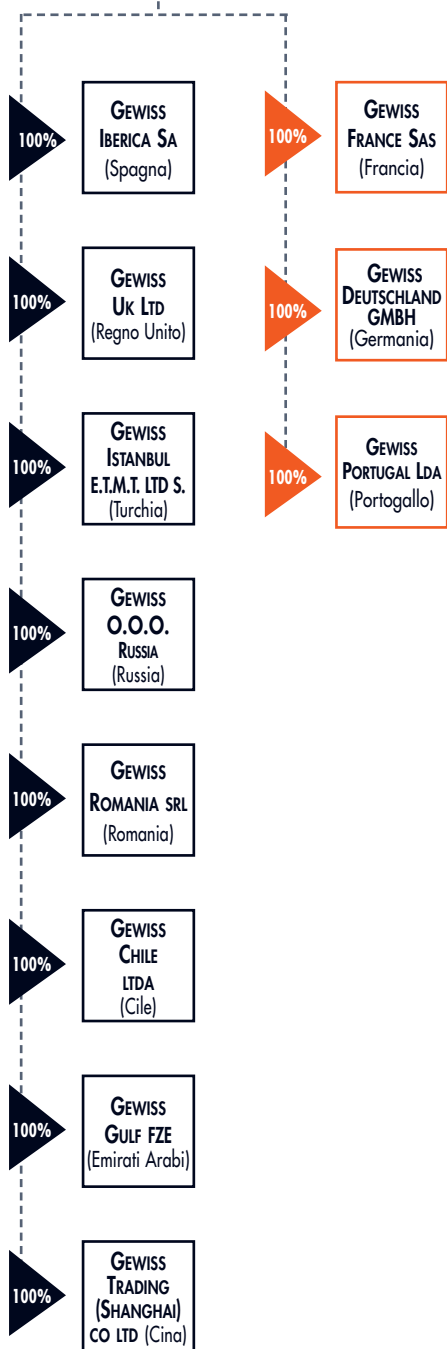 100%
GEWISS
IBERICA SA
(Spagna)
100%
GEWISS
FRANCE SAS
(Francia)
100%
GEWISS
UK LTD
(Regno Unito)
100%
GEWISS
DEUTSCHLAND
GMBH
(Germania)
100%
GEWISS
ISTANBUL
E.T.M.T. LTD S.
(Turchia)
100%
GEWISS
PORTUGAL LDA
(Portogallo)
100%
GEWISS
O.O.O.
RUSSIA
(Russia)
100%
GEWISS
ROMANIA SRL
(Romania)
100%
GEWISS
CHILE
LTDA
(Cile)
100%
GEWISS
GULF FZE
(Emirati Arabi)
100%
GEWISS
TRADING
(SHANGHAI)
CO LTD (Cina)